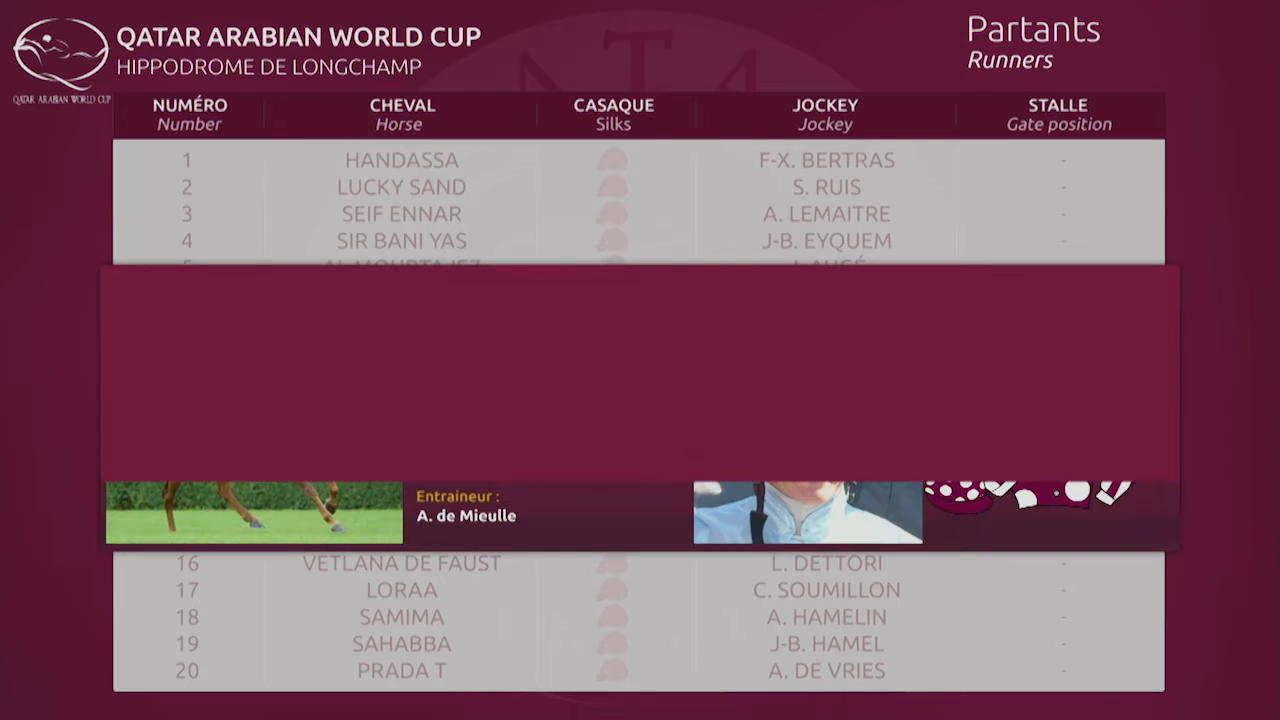 QATAR ARABIAN WORLD CUP
HIPPODROME DE LONGCHAMP
QATAR ARABIAN WORLD CUP
Partants
Runners
NUMÉRO CHEVAL CASAQUE JOCKEY STALLE
Number Horse Silks Jockey Gate position
1 HANDASSA F-X. BERTRAS -
2 LUCKY SAND S. RUIS -
3 SEIF ENNAR A. LEMAITRE -
4 SIR BANI YAS J-B. EYQUEM -
Entraineur :
A. de Mieulle
16 VETLANA DE FAUST L. DETTORI -
17 LORAA C. SOUMILLON -
18 SAMIMA A. HAMELIN -
19 SAHABBA J-B. HAMEL -
20 PRADA T A. DE VRIES -